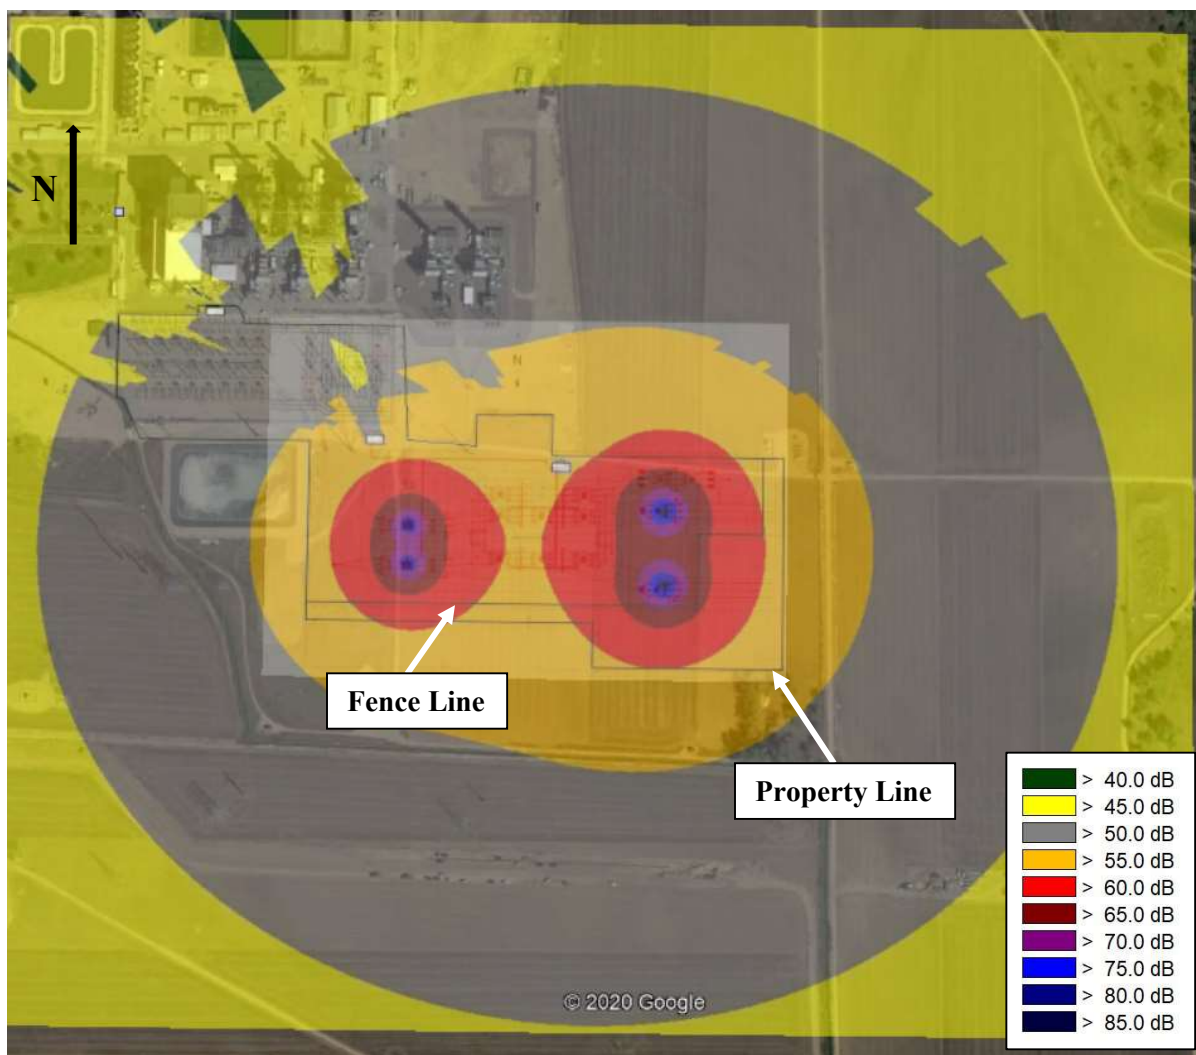 N
N
Fence Line
Property Line
> 40.0 dB
> 45.0 dB
> 50.0 dB
> 55.0 dB
> 60.0 dB
> 65.0 dB
> 70.0 dB
> 75.0 dB
> 80.0 dB
> 85.0 dB
© 2020 Google